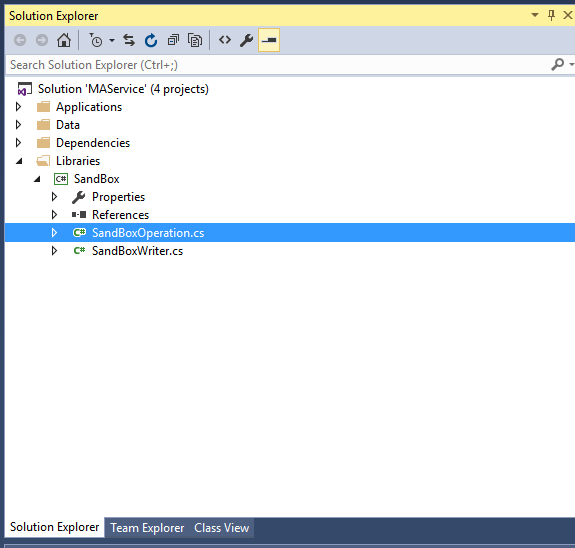 Solution Explorer
Search Solution Explorer (Ctrl+;)
Solution 'MAService' (4 projects)
Applications
Data
Dependencies
Libraries
C# SandBox
Properties
References
C# SandBoxOperation.cs
C# SandBoxWriter.cs
Solution Explorer Team Explorer Class View